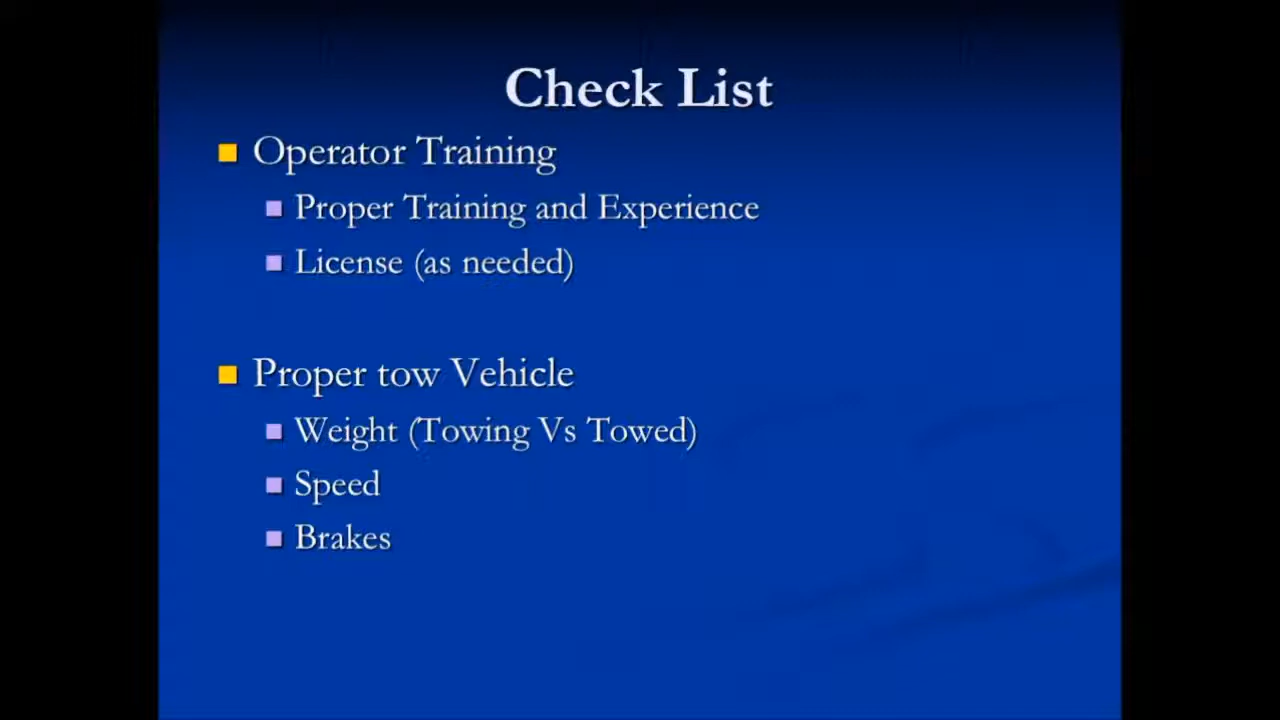 Check List
Operator Training
Proper Training and Experience
License (as needed)
Proper tow Vehicle
Weight (Towing Vs Towed)
Speed
Brakes